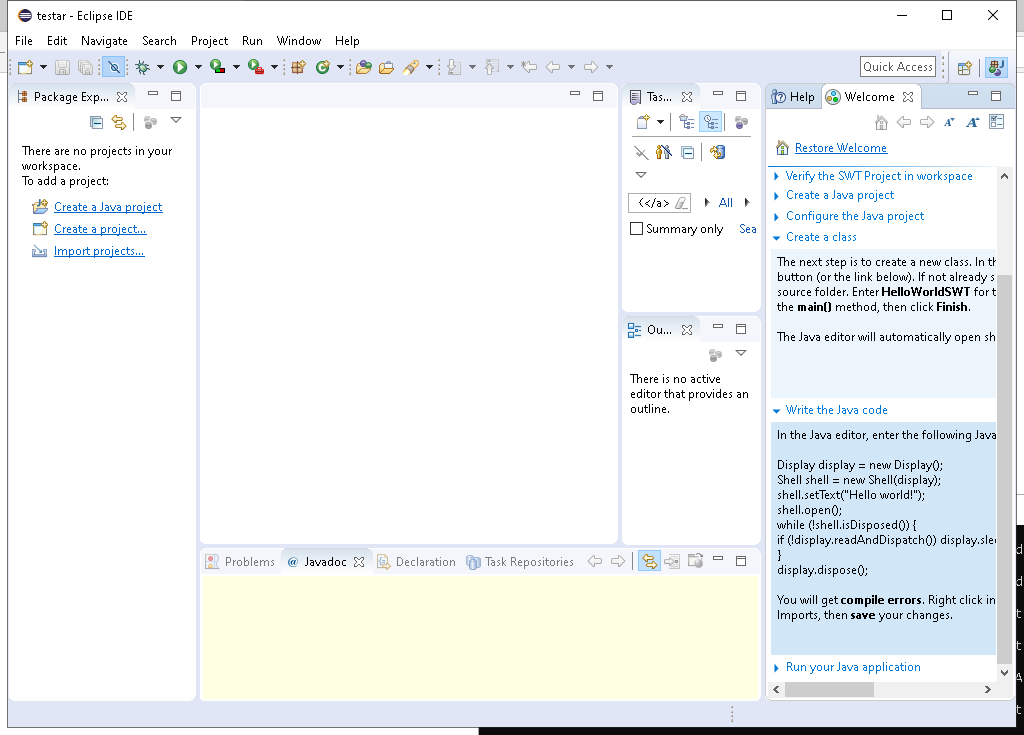 testar - Eclipse IDE
File Edit Navigate Search Project Run Window Help
Quick Access
Package Exp...
There are no projects in your
workspace.
To add a project:
Create a Java project
Create a project...
Import projects...
Tas...
(</a>
All
Summary only
Sea
Ou...
There is no active
editor that provides an
outline.
Problems @ Javadoc Declaration Task Repositories
Help Welcome
Restore Welcome
Verify the SWT Project in workspace
Create a Java project
Configure the Java project
Create a class
The next step is to create a new class. In th
button (or the link below). If not already s
source folder. Enter HelloWorldSWT for t
the main() method, then click Finish.
The Java editor will automatically open sh
Write the Java code
In the Java editor, enter the following Java
Display display = new Display();
Shell shell = new Shell(display);
shell.setText("Hello world!");
shell.open();
while (!shell.isDisposed()) {
if (!display.readAndDispatch()) display.slee
}
display.dispose();
You will get compile errors. Right click in
Imports, then save your changes.
Run your Java application